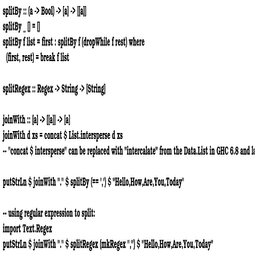 splitBy :: (a -> Bool) -> [a] -> [[a]]
splitBy _ [] = []
splitBy f list = first : splitBy f (dropWhile f rest) where
(first, rest) = break f list
splitRegex :: Regex -> String -> [String]
joinWith :: [a] -> [[a]] -> [a]
joinWith d xs = concat $ List.intersperse d xs
-- "concat $ intersperse" can be replaced with "intercalate" from the Data.List in GHC 6.8 and la
putStrLn $ joinWith "." $ splitBy (== ',') $ "Hello,How,Are,You,Today"
-- using regular expression to split:
import Text.Regex
putStrLn $ joinWith "." $ splitRegex (mkRegex ",") $ "Hello,How,Are,You,Today"